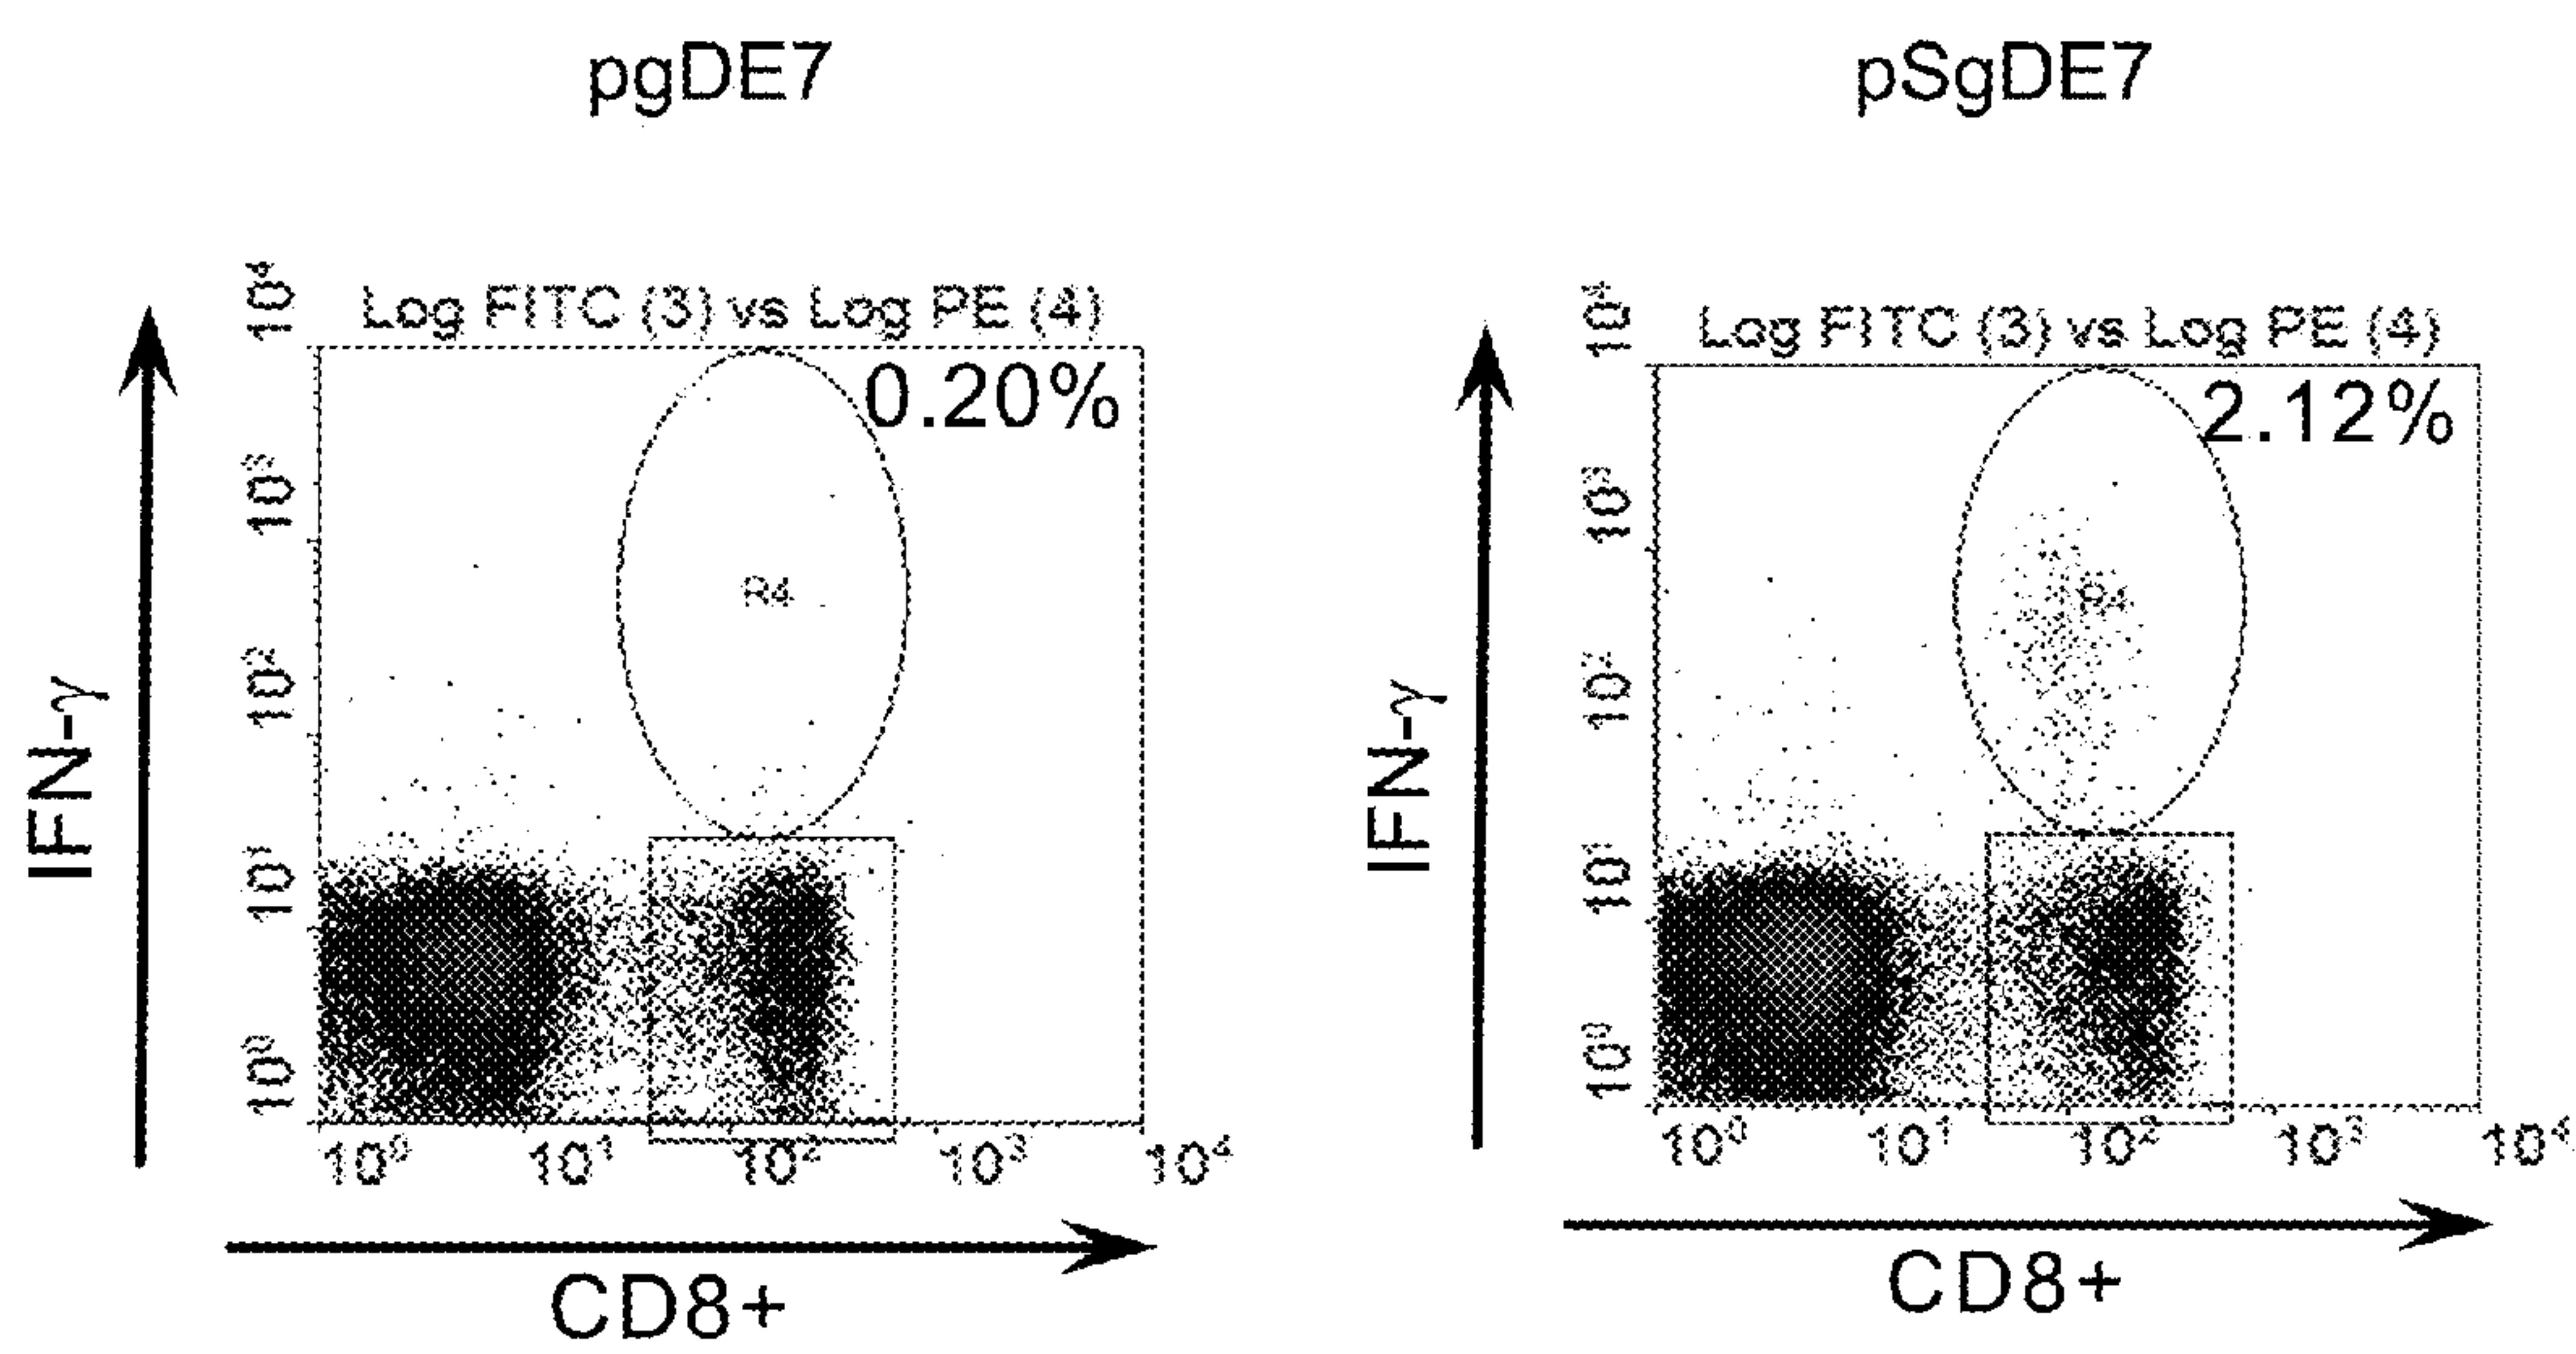 pgDE7
pSgDE7
Log FITC (3) vs Log PE (4)
0.20%
R4
10⁴
10³
10²
10¹
10⁰
IFN-γ
10⁰ 10¹ 10² 10³ 10⁴
CD8+
Log FITC (3) vs Log PE (4)
2.12%
R4
10⁴
10³
10²
10¹
10⁰
IFN-γ
10⁰ 10¹ 10² 10³ 10⁴
CD8+